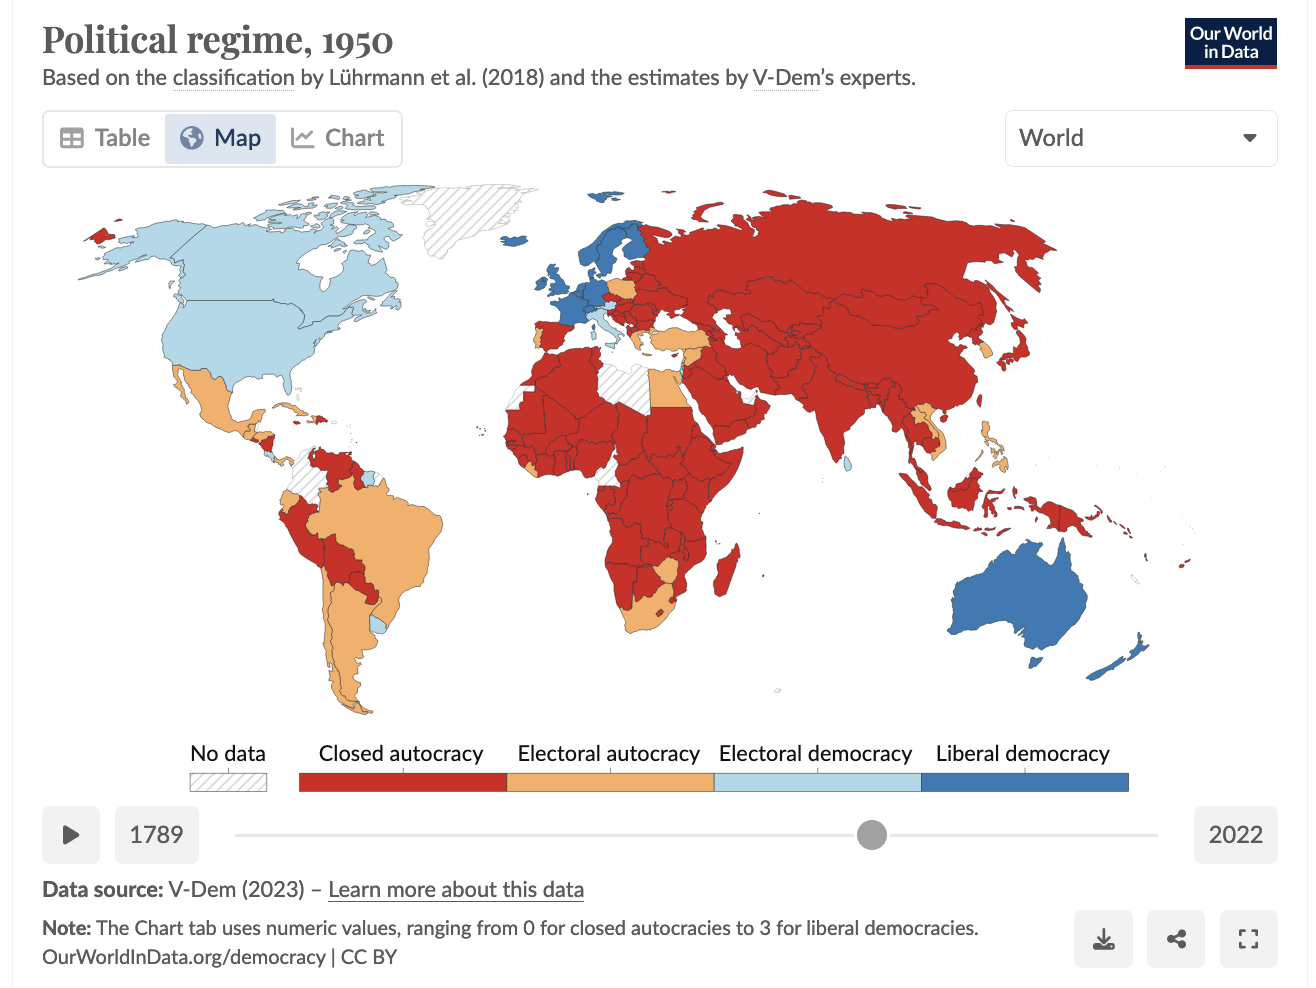 Political regime, 1950
Our World
in Data
Based on the classification by Lührmann et al. (2018) and the estimates by V-Dem's experts.
Table
Map
Chart
World
No data
Closed autocracy
Electoral autocracy
Electoral democracy
Liberal democracy
1789
2022
Data source: V-Dem (2023) – Learn more about this data
Note: The Chart tab uses numeric values, ranging from 0 for closed autocracies to 3 for liberal democracies.
OurWorldInData.org/democracy | CC BY